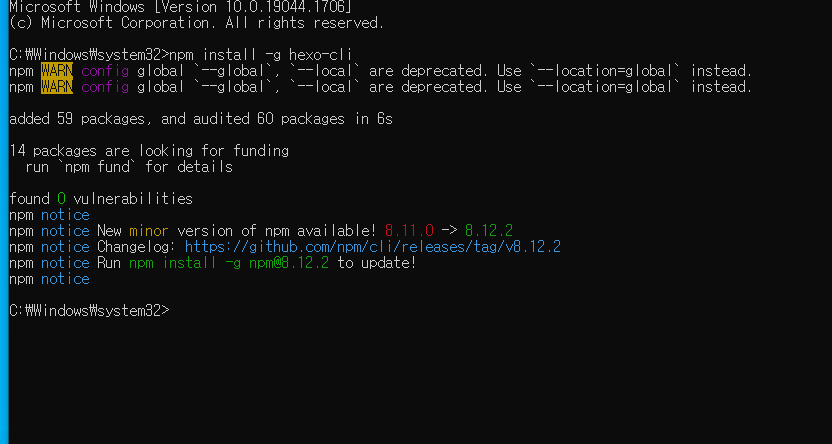 Microsoft Windows [Version 10.0.19044.1706]
(c) Microsoft Corporation. All rights reserved.
C:₩Windows₩system32>npm install -g hexo-cli
npm WARN config global `--global`, `--local` are deprecated. Use `--location=global` instead.
npm WARN config global `--global`, `--local` are deprecated. Use `--location=global` instead.
added 59 packages, and audited 60 packages in 6s
14 packages are looking for funding
  run `npm fund` for details
found 0 vulnerabilities
npm notice
npm notice New minor version of npm available! 8.11.0 -> 8.12.2
npm notice Changelog: https://github.com/npm/cli/releases/tag/v8.12.2
npm notice Run npm install -g npm@8.12.2 to update!
npm notice
C:₩Windows₩system32>